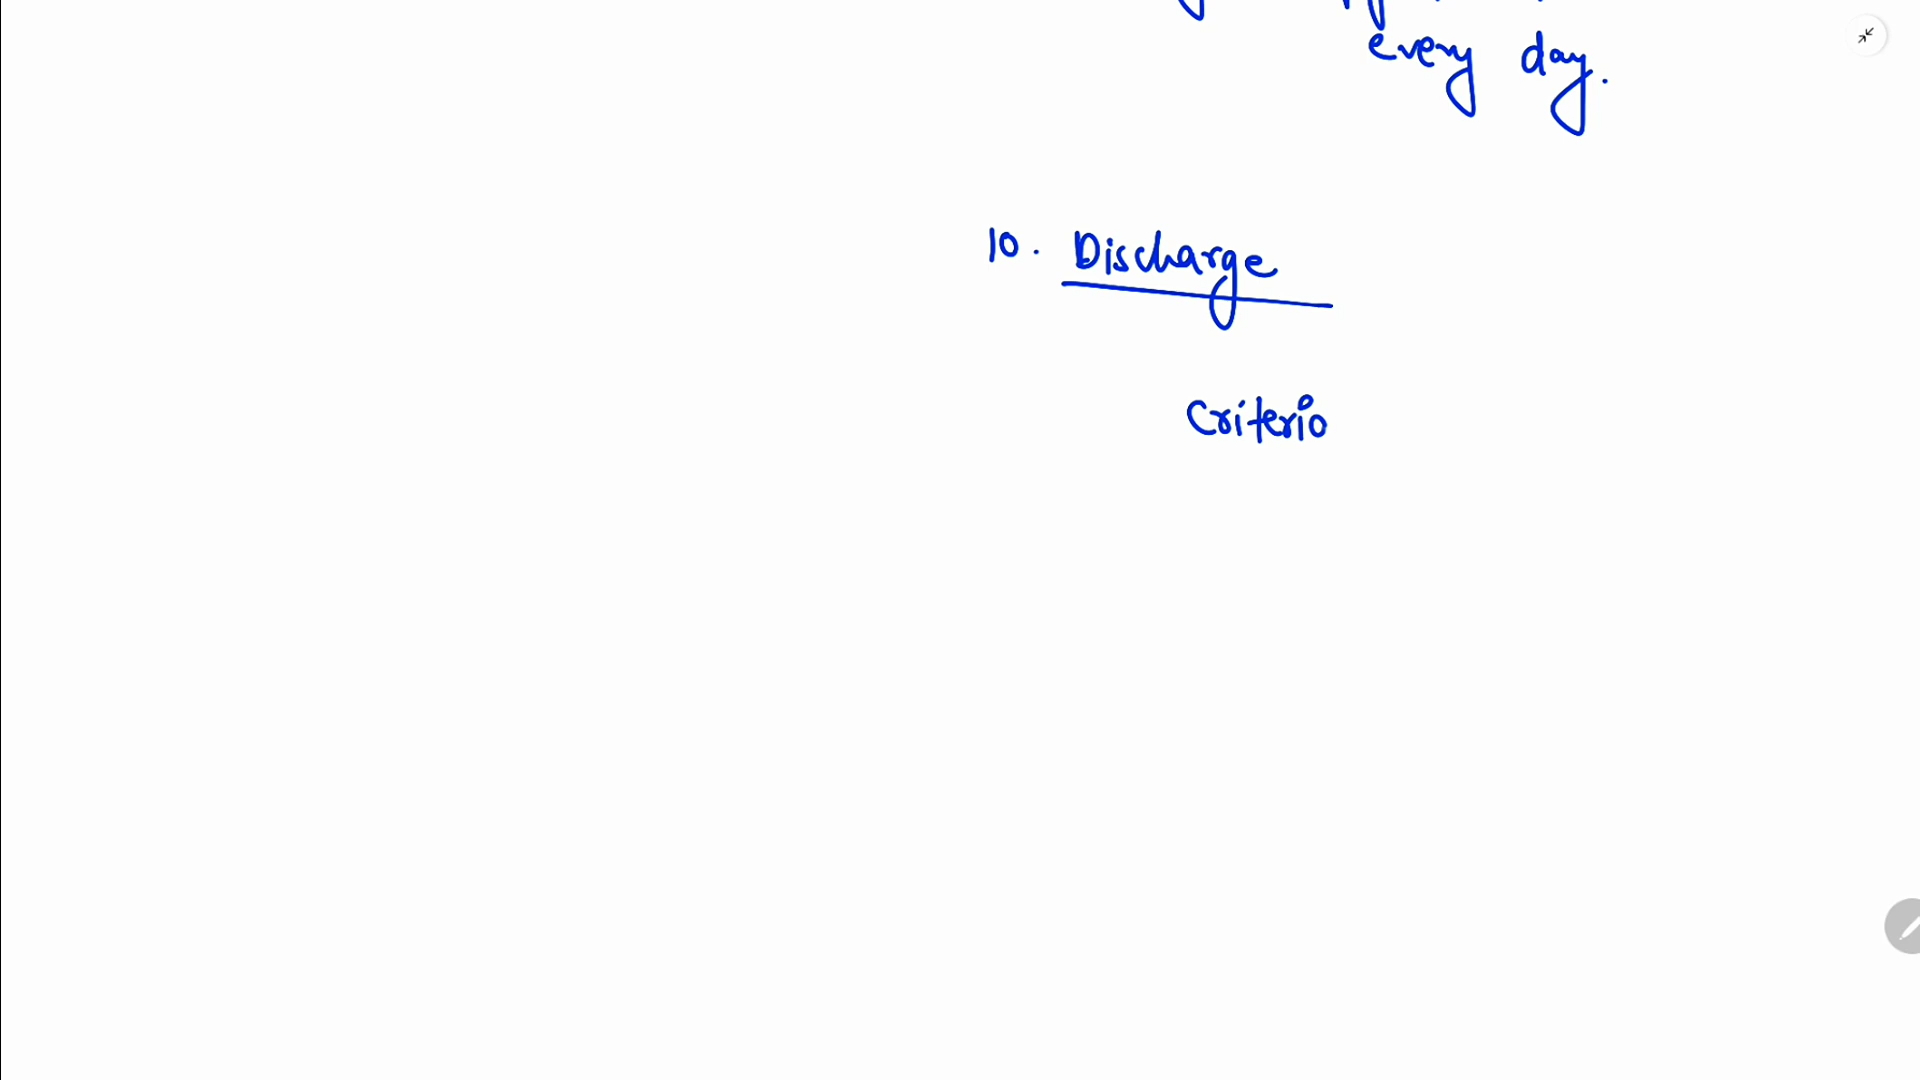 every day.
10. Discharge
Criterio